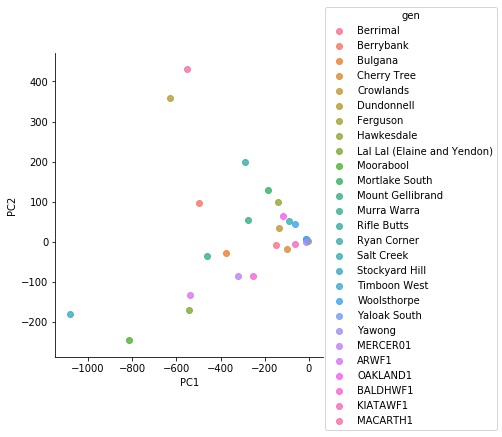 gen
Berrimal
Berrybank
Bulgana
Cherry Tree
Crowlands
Dundonnell
Ferguson
Hawkesdale
Lal Lal (Elaine and Yendon)
Moorabool
Mortlake South
Mount Gellibrand
Murra Warra
Rifle Butts
Ryan Corner
Salt Creek
Stockyard Hill
Timboon West
Woolsthorpe
Yaloak South
Yawong
MERCER01
ARWF1
OAKLAND1
BALDHWF1
KIATAWF1
MACARTH1
400
300
200
100
0
−100
−200
PC2
−1000
−800
−600
−400
−200
0
PC1